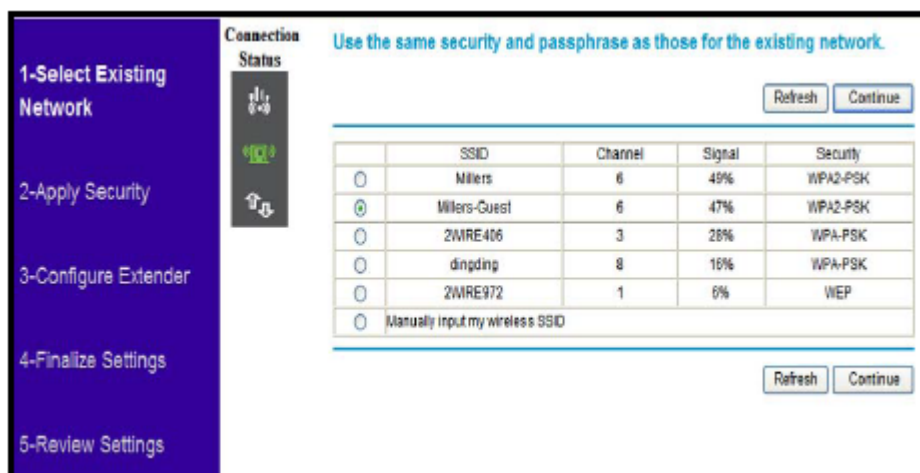 1-Select Existing
Network
2-Apply Security
3-Configure Extender
4-Finalize Settings
5-Review Settings
Connection
Status
Use the same security and passphrase as those for the existing network.
Refresh Continue
SSID Channel Signal Security
Millers 6 49% WPA2-PSK
Millers-Guest 6 47% WPA2-PSK
2WIRE406 3 28% WPA-PSK
dingding 8 16% WPA-PSK
2WIRE972 1 6% WEP
Manually input my wireless SSID
Refresh Continue